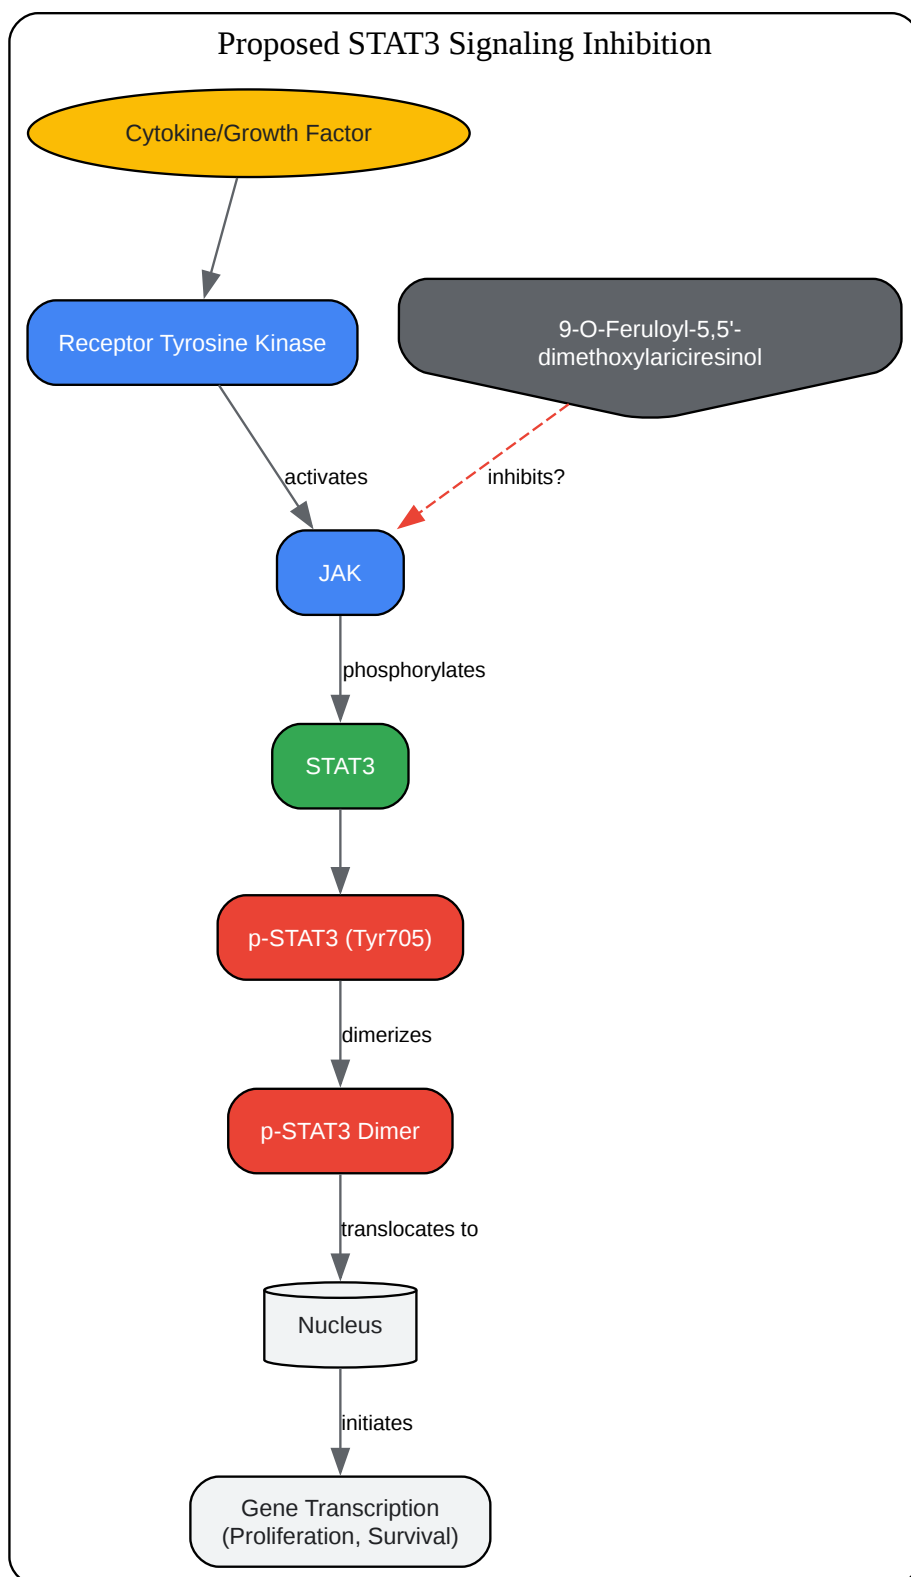 Proposed STAT3 Signaling Inhibition
Cytokine/Growth Factor
Receptor Tyrosine Kinase
9-O-Feruloyl-5,5'-
dimethoxylariciresinol
activates
inhibits?
JAK
phosphorylates
STAT3
p-STAT3 (Tyr705)
dimerizes
p-STAT3 Dimer
translocates to
Nucleus
initiates
Gene Transcription
(Proliferation, Survival)